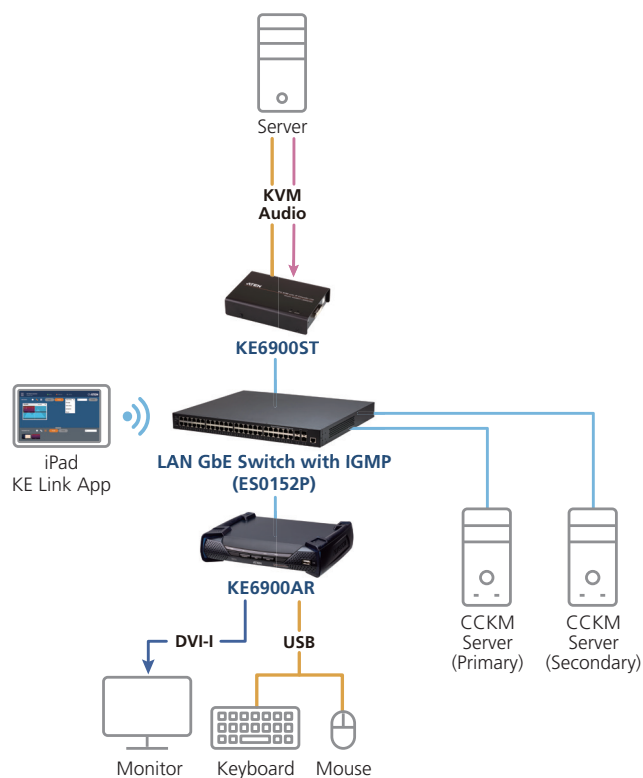 Server
KVM
Audio
ATEN
KE6900ST
iPad
KE Link App
LAN GbE Switch with IGMP
(ES0152P)
KE6900AR
DVI-I
USB
CCKM
Server
(Primary)
CCKM
Server
(Secondary)
Monitor
Keyboard
Mouse